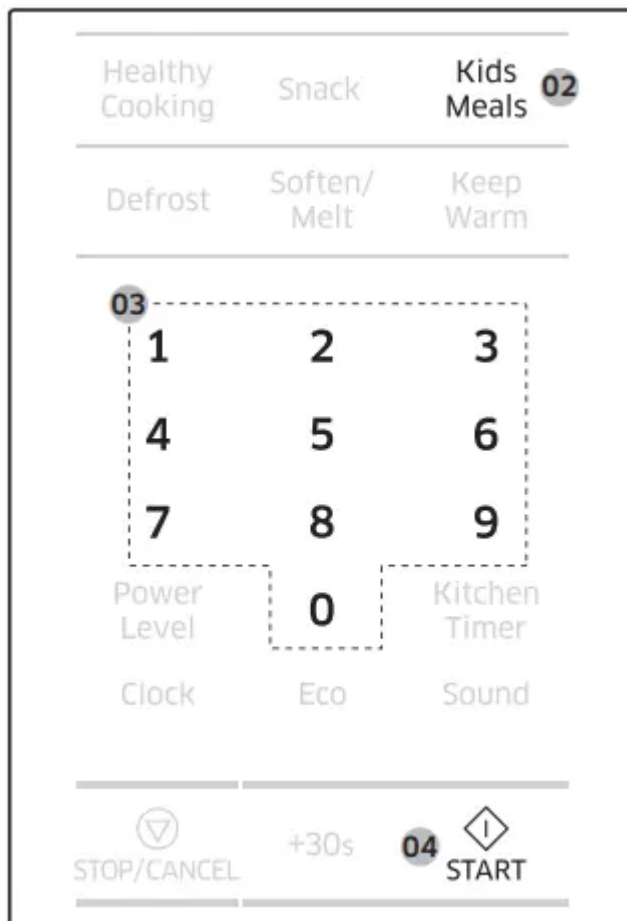 Healthy Cooking
Snack
Kids Meals
02
Defrost
Soften/ Melt
Keep Warm
03
1 2 3
4 5 6
7 8 9
Power Level
0
Kitchen Timer
Clock Eco Sound
STOP/CANCEL
+30s
04
START